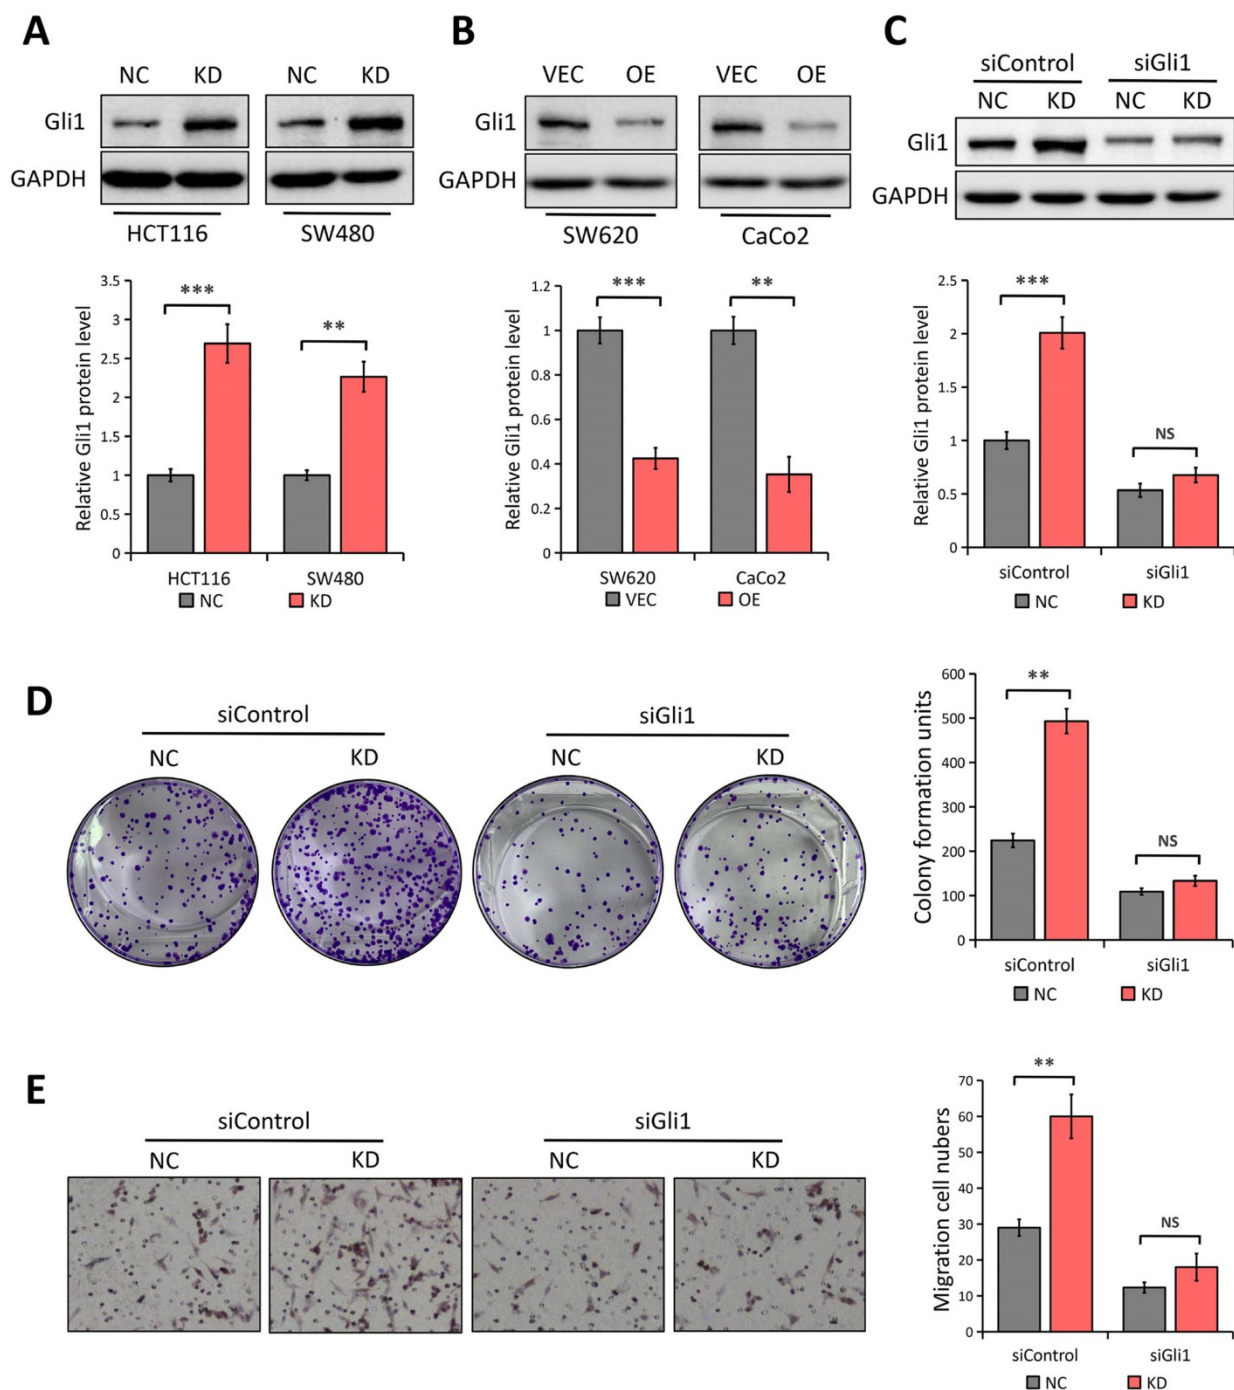 A
NC KD NC KD
Gli1
GAPDH
HCT116 SW480
Relative Gli1 protein level
3.5
3
2.5
2
1.5
1
0.5
0
***
**
HCT116 SW480
NC KD
B
VEC OE VEC OE
Gli1
GAPDH
SW620 CaCo2
Relative Gli1 protein level
1.2
1
0.8
0.6
0.4
0.2
0
***
**
SW620 CaCo2
VEC OE
C
siControl siGli1
NC KD NC KD
Gli1
GAPDH
Relative Gli1 protein level
2.5
2
1.5
1
0.5
0
***
NS
siControl siGli1
NC KD
D
siControl siGli1
NC KD NC KD
Colony formation units
600
500
400
300
200
100
0
**
NS
siControl siGli1
NC KD
E
siControl siGli1
NC KD NC KD
Migration cell nubers
70
60
50
40
30
20
10
0
**
NS
siControl siGli1
NC KD